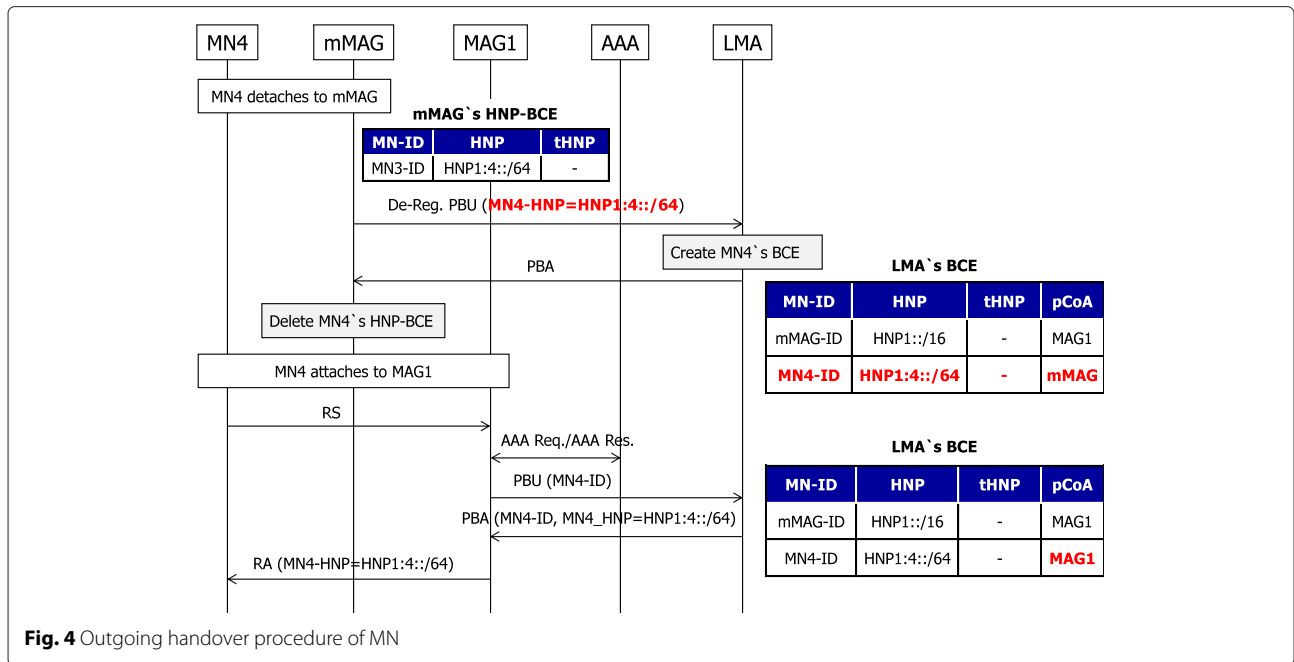 MN4 mMAG MAG1 AAA LMA
MN4 detaches to mMAG
mMAG`s HNP-BCE
MN-ID HNP tHNP
MN3-ID HNP1:4::/64 -
De-Reg. PBU (MN4-HNP=HNP1:4::/64)
Create MN4`s BCE
PBA
LMA`s BCE
MN-ID HNP tHNP pCoA
mMAG-ID HNP1::/16 - MAG1
MN4-ID HNP1:4::/64 - mMAG
Delete MN4`s HNP-BCE
MN4 attaches to MAG1
RS
AAA Req./AAA Res.
PBU (MN4-ID)
PBA (MN4-ID, MN4_HNP=HNP1:4::/64)
LMA`s BCE
MN-ID HNP tHNP pCoA
mMAG-ID HNP1::/16 - MAG1
MN4-ID HNP1:4::/64 - MAG1
RA (MN4-HNP=HNP1:4::/64)
Fig. 4 Outgoing handover procedure of MN